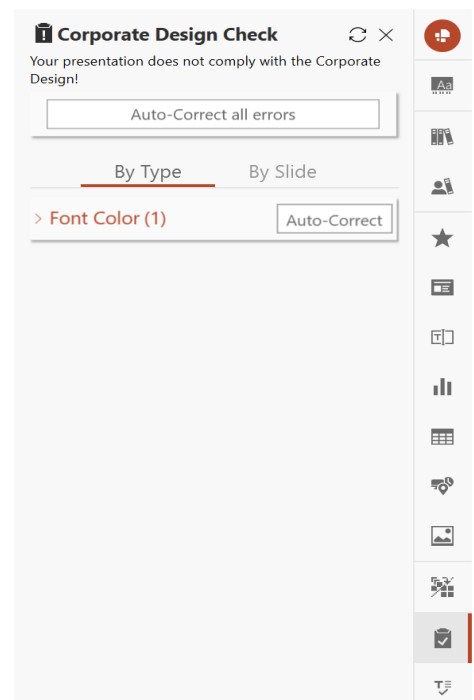 Corporate Design Check
Your presentation does not comply with the Corporate
Design!
Auto-Correct all errors
By Type By Slide
Font Color (1) Auto-Correct
Aa
T
T